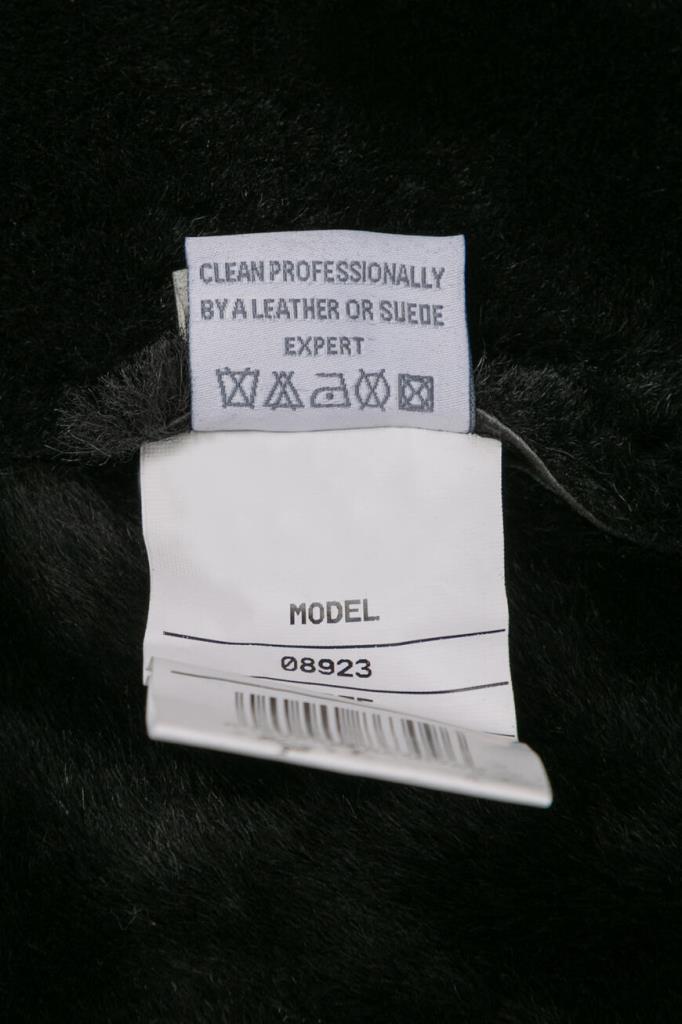 CLEAN PROFESSIONALLY
BY A LEATHER OR SUEDE
EXPERT
MODEL
08923